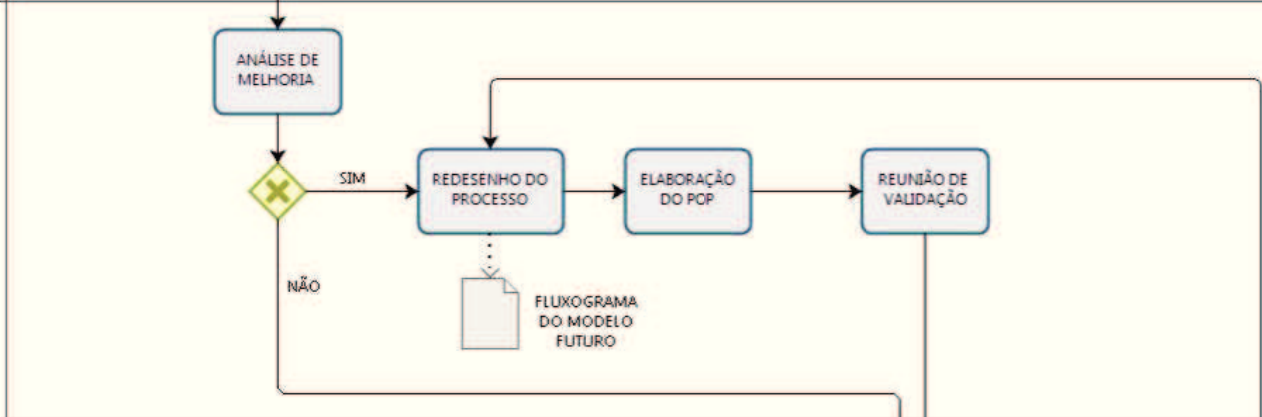 ANÁLISE DE
MELHORIA
SIM
REDESENHO DO
PROCESSO
ELABORAÇÃO
DO POP
REUNIÃO DE
VALIDAÇÃO
NÃO
FLUXOGRAMA
DO MODELO
FUTURO